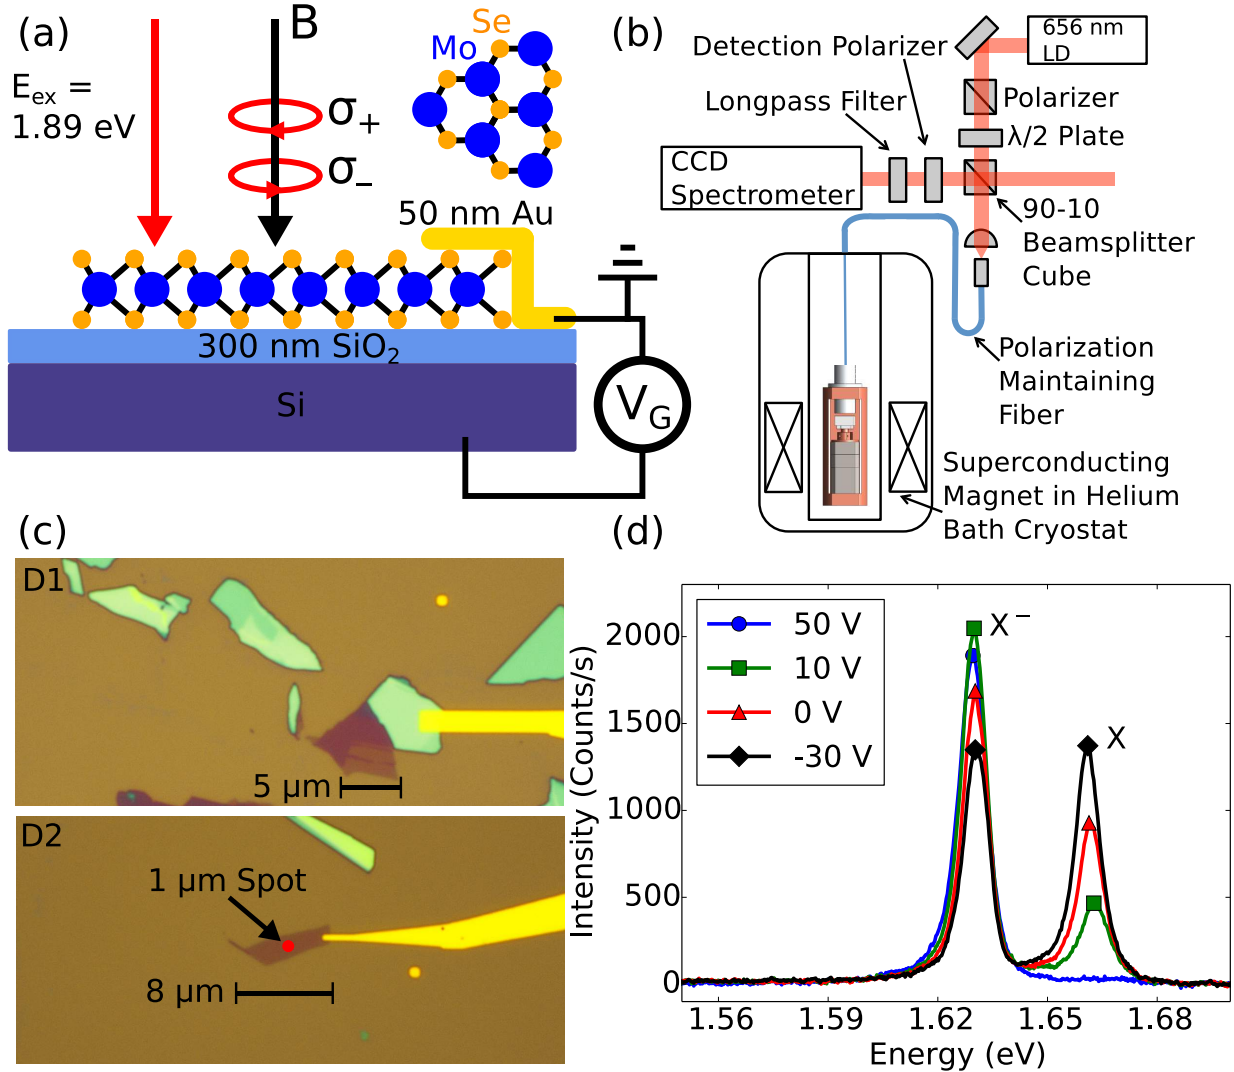 (a)
E_ex =
1.89 eV
B
σ+
σ−
Se
Mo
50 nm Au
300 nm SiO₂
Si
V_G
(b)
Detection Polarizer
Longpass Filter
656 nm
LD
Polarizer
λ/2 Plate
CCD
Spectrometer
90-10
Beamsplitter
Cube
Polarization
Maintaining
Fiber
Superconducting
Magnet in Helium
Bath Cryostat
(c)
D1
5 μm
D2
1 μm Spot
8 μm
(d)
50 V
10 V
0 V
-30 V
X⁻
X
Intensity (Counts/s)
2000
1500
1000
500
0
1.56
1.59
1.62
1.65
1.68
Energy (eV)